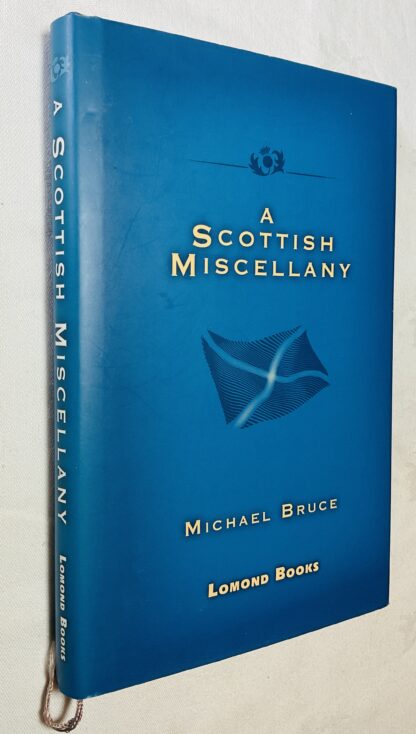 A
SCOTTISH
MISCELLANY
MICHAEL BRUCE
LOMOND BOOKS
A SCOTTISH MISCELLANY LOMOND BOOKS